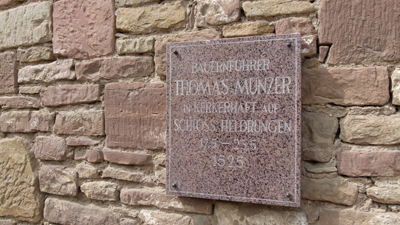 BAUERNFÜHRER
THOMAS MÜNZER
IN KERKERHAFT AUF
SCHLOSS HELDRUNGEN
1525